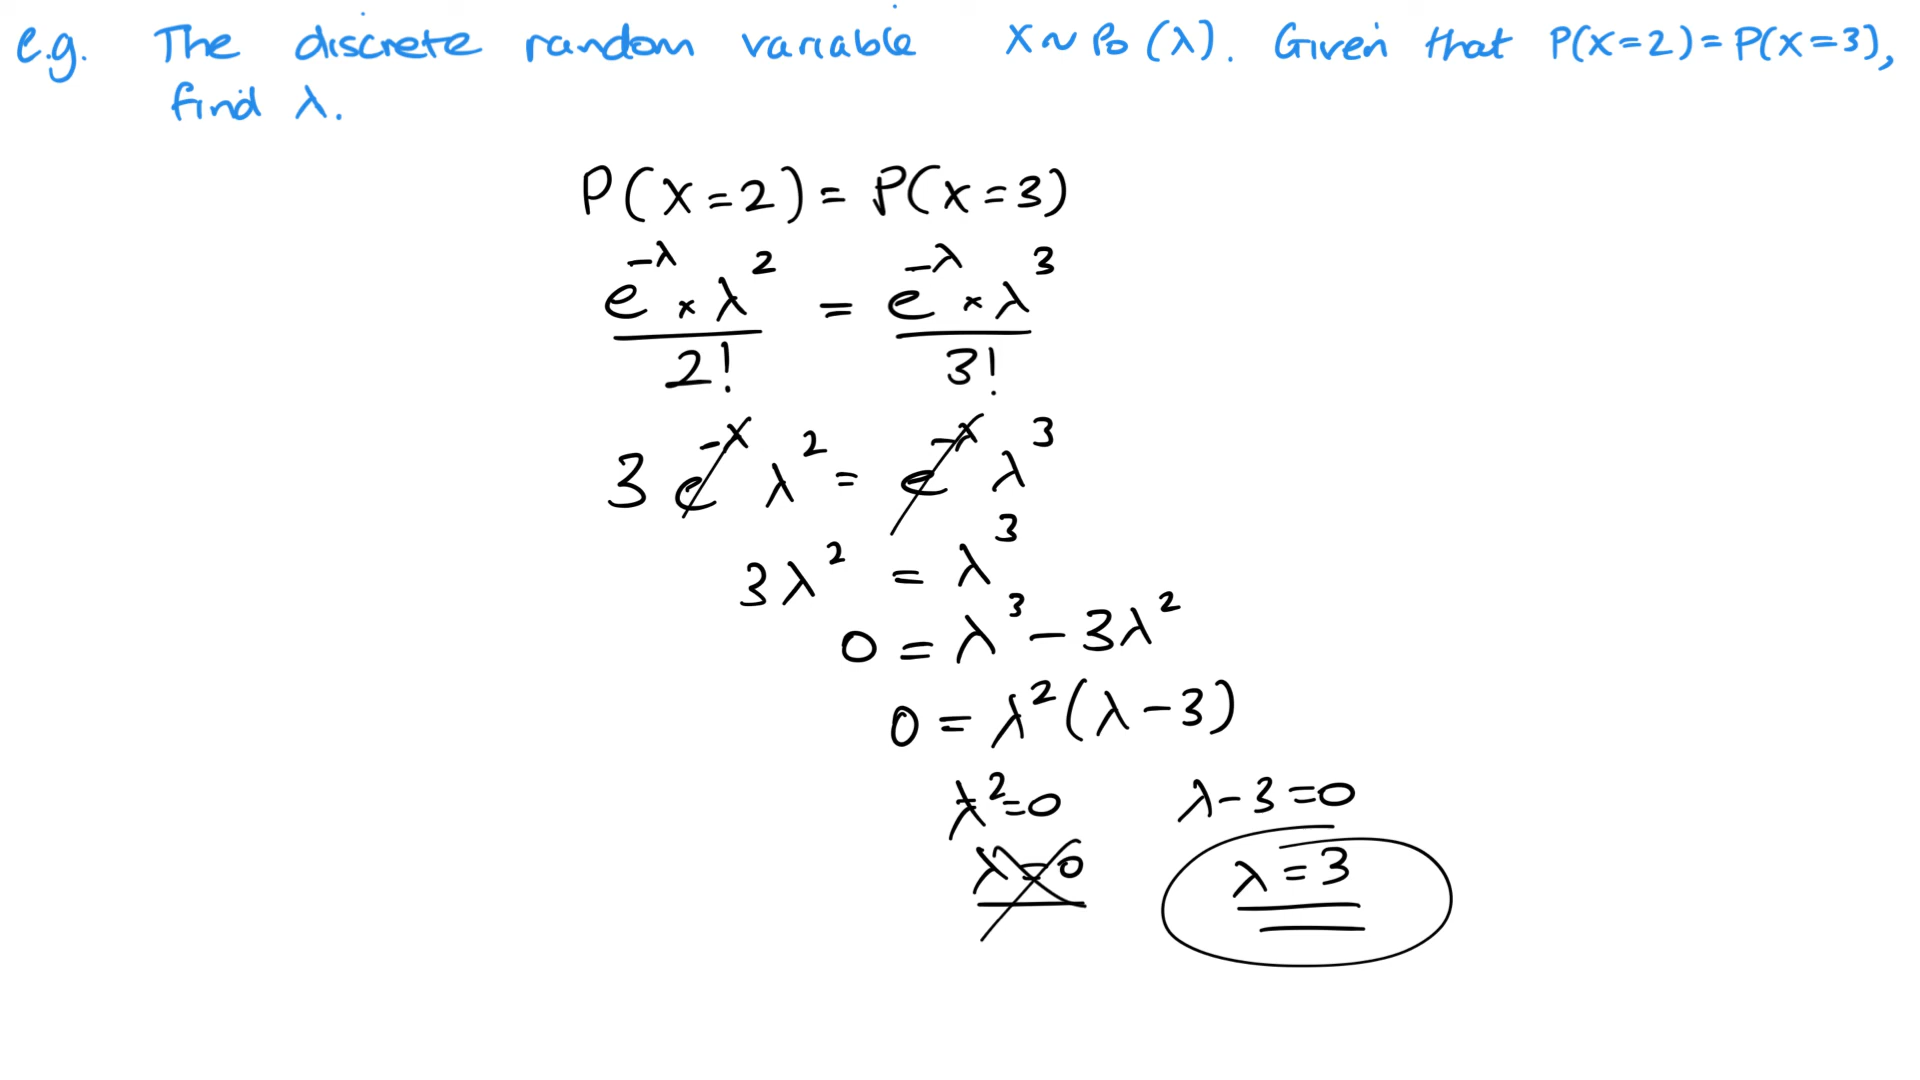 e.g. The discrete random variable X ~ Po (λ). Given that P(X=2) = P(X=3),
find λ.
P(X=2) = P(X=3)
e^-λ × λ^2 / 2! = e^-λ × λ^3 / 3!
3 e^-λ λ^2 = e^-λ λ^3
3λ^2 = λ^3
0 = λ^3 - 3λ^2
0 = λ^2(λ-3)
λ^2=0 λ-3=0
λ=0 λ=3